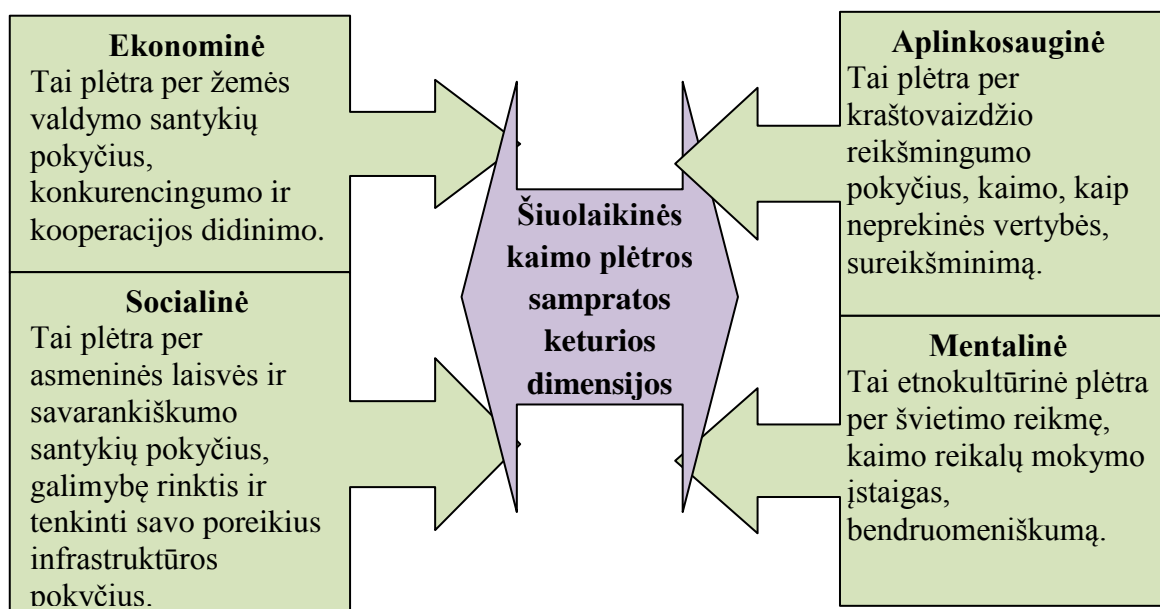 Ekonominė
Tai plėtra per žemės
valdymo santykių
pokyčius,
konkurencingumo ir
kooperacijos didinimo.
Socialinė
Tai plėtra per
asmeninės laisvės ir
savarankiškumo
santykių pokyčius,
galimybę rinktis ir
tenkinti savo poreikius
infrastruktūros
pokyčius.
Šiuolaikinės
kaimo plėtros
sampratos
keturios
dimensijos
Aplinkosauginė
Tai plėtra per
kraštovaizdžio
reikšmingumo
pokyčius, kaimo, kaip
neprekinės vertybės,
sureikšminimą.
Mentalinė
Tai etnokultūrinė plėtra
per švietimo reikmę,
kaimo reikalų mokymo
įstaigas,
bendruomeniškumą.